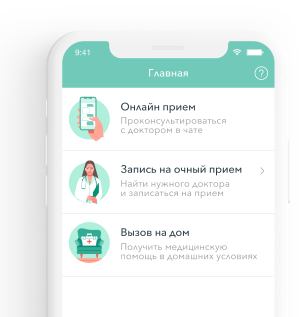 9:41
Главная
?
Онлайн прием
Проконсультироваться
с доктором в чате
Запись на очный прием
Найти нужного доктора
и записаться на прием
Вызов на дом
Получить медицинскую
помощь в домашних условиях